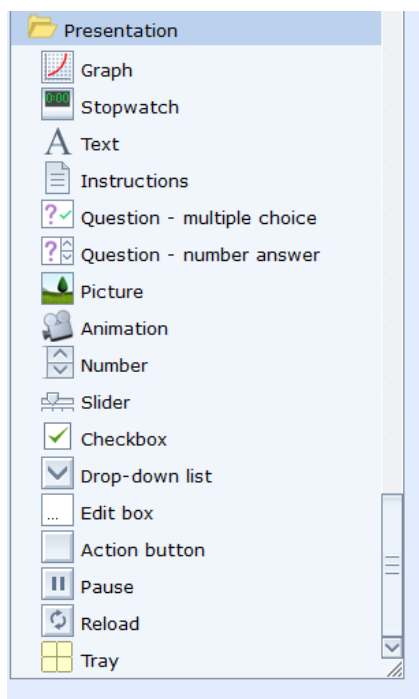 Presentation
Graph
0:00
Stopwatch
A Text
Instructions
? Question - multiple choice
? Question - number answer
Picture
Animation
Number
Slider
Checkbox
Drop-down list
... Edit box
Action button
Pause
Reload
Tray